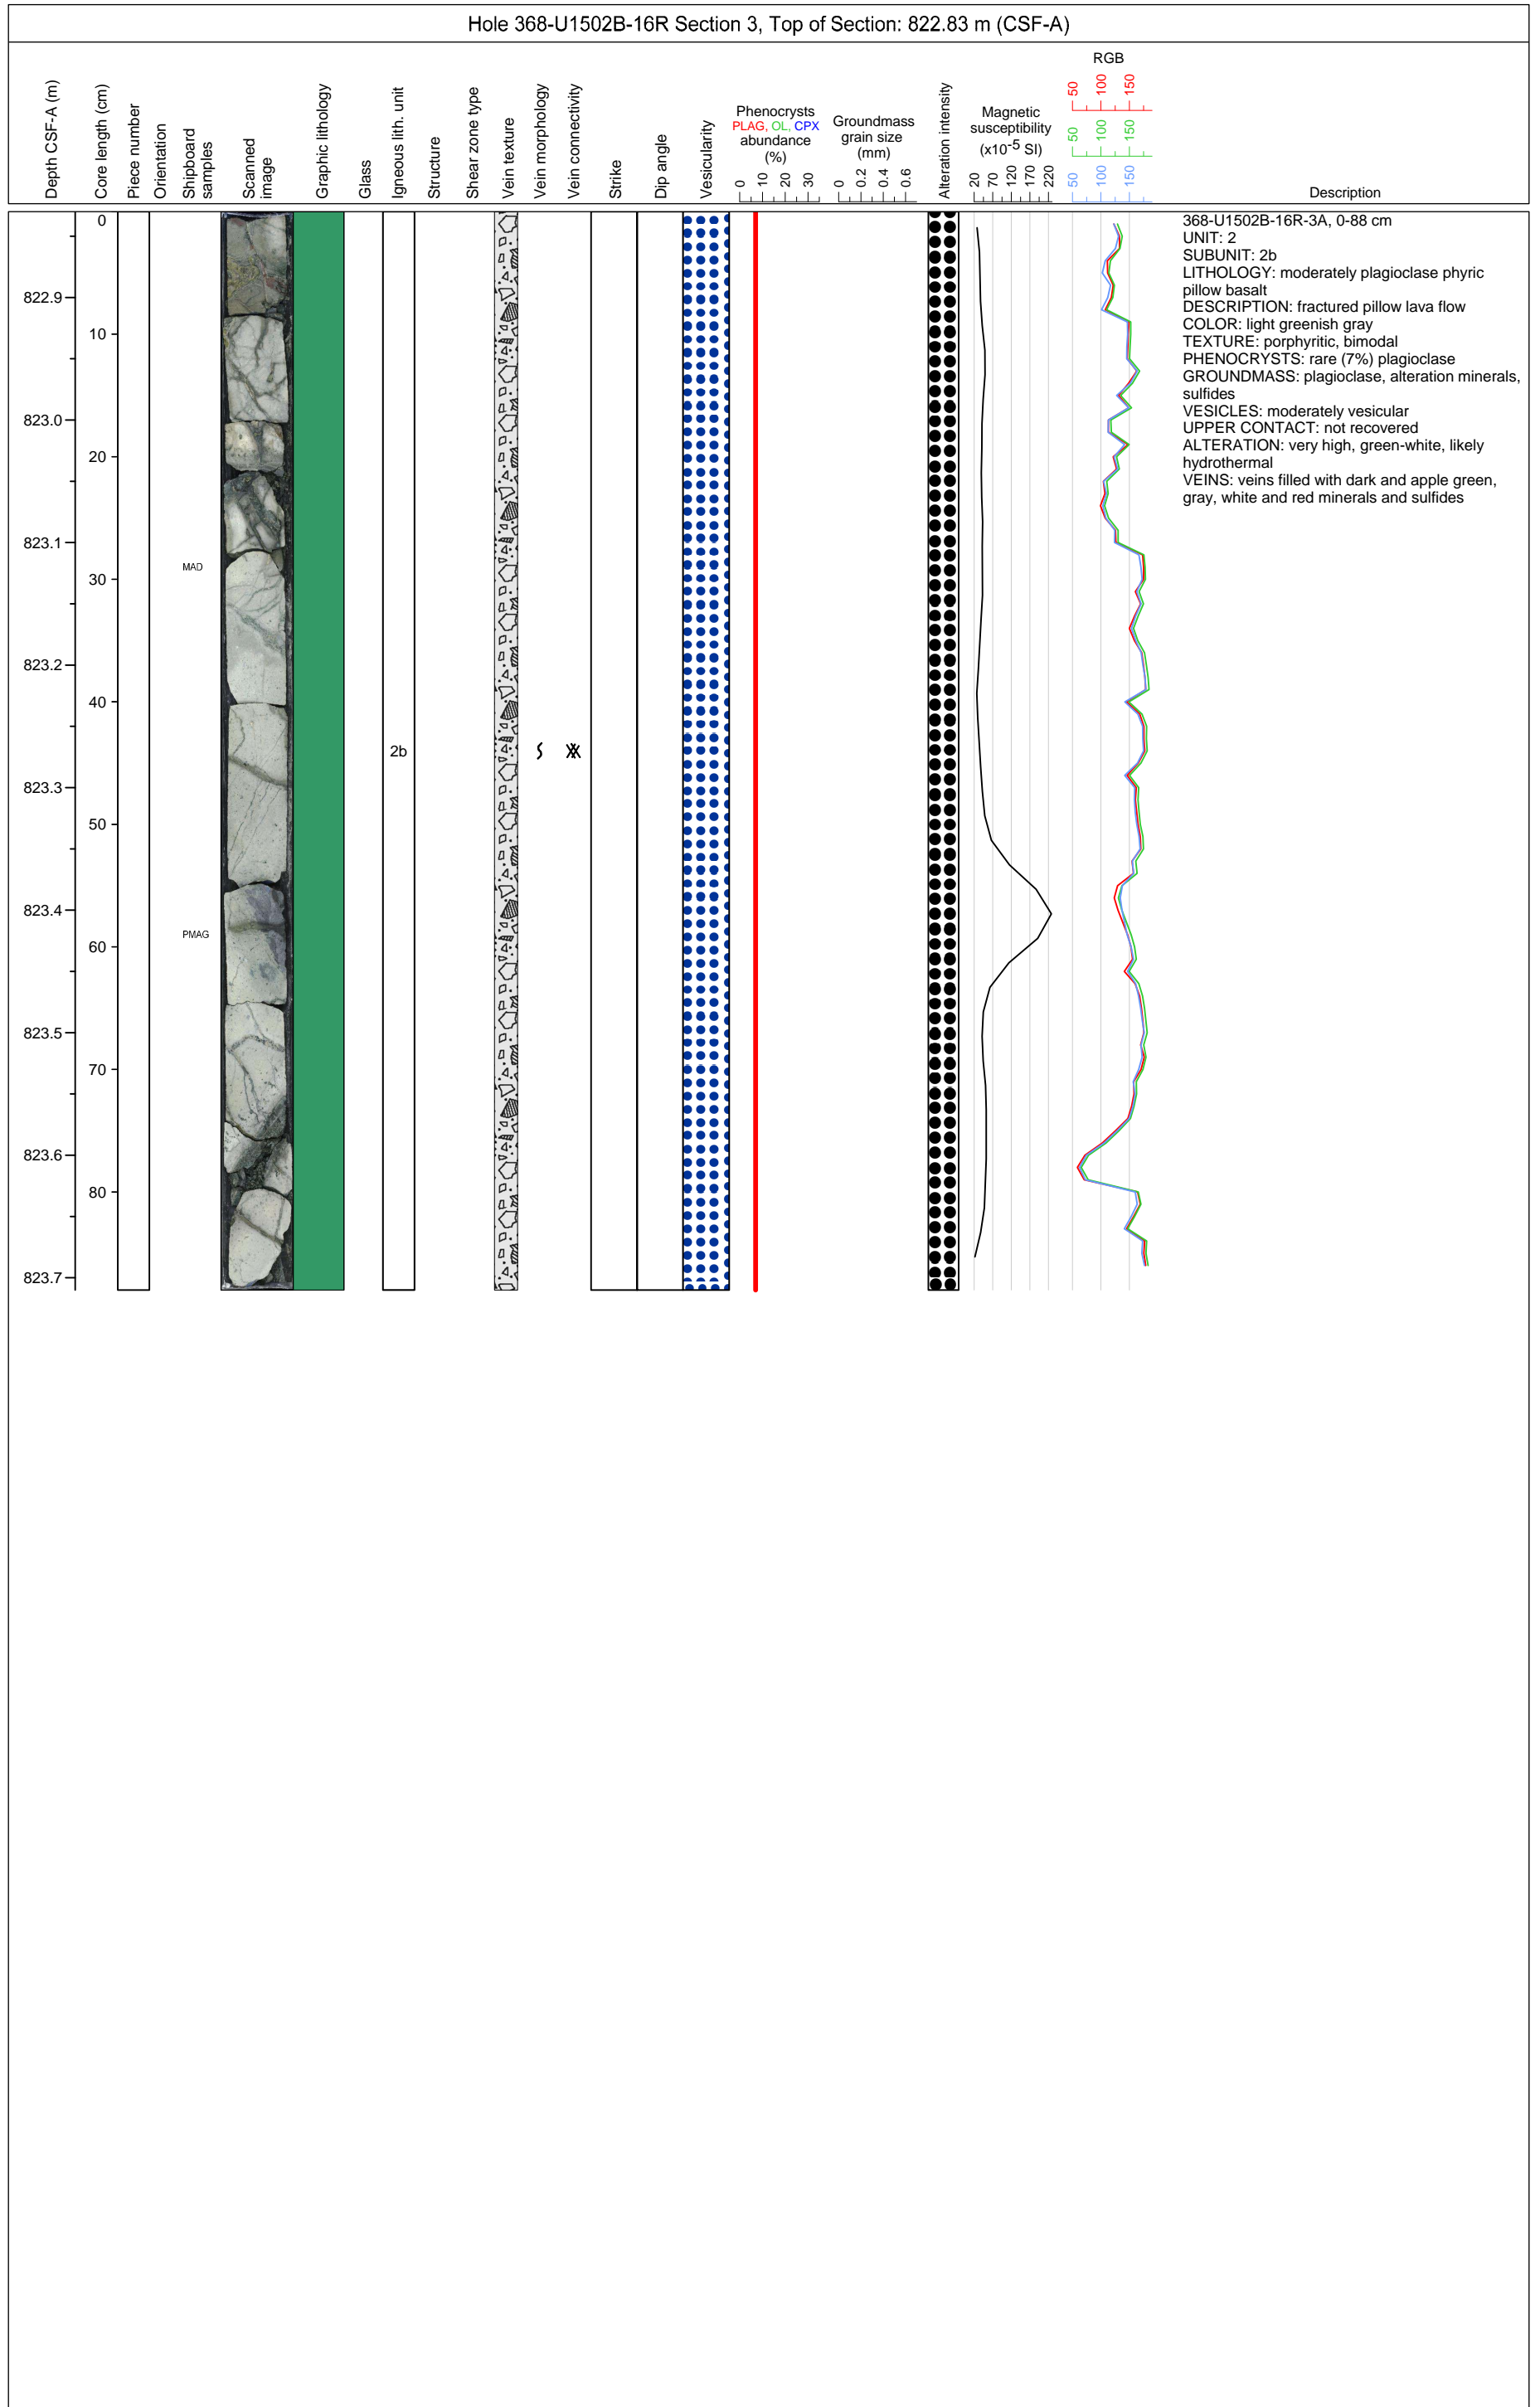 Hole 368-U1502B-16R Section 3, Top of Section: 822.83 m (CSF-A)
Depth CSF-A (m)
Core length (cm)
Piece number
Orientation
Shipboard
samples
Scanned
image
Graphic lithology
Glass
Igneous lith. unit
Structure
Shear zone type
Vein texture
Vein morphology
Vein connectivity
Strike
Dip angle
Vesicularity
Phenocrysts
PLAG, OL, CPX
abundance
(%)
0 10 20 30
Groundmass
grain size
(mm)
0 0.2 0.4 0.6
Alteration intensity
Magnetic
susceptibility
(x10-5 SI)
20 70 120 170 220
RGB
50 100 150
50 100 150
50 100 150
Description
822.9
823.0
823.1
823.2
823.3
823.4
823.5
823.6
823.7
0
10
20
30
40
50
60
70
80
MAD
PMAG
2b
368-U1502B-16R-3A, 0-88 cm
UNIT: 2
SUBUNIT: 2b
LITHOLOGY: moderately plagioclase phyric
pillow basalt
DESCRIPTION: fractured pillow lava flow
COLOR: light greenish gray
TEXTURE: porphyritic, bimodal
PHENOCRYSTS: rare (7%) plagioclase
GROUNDMASS: plagioclase, alteration minerals,
sulfides
VESICLES: moderately vesicular
UPPER CONTACT: not recovered
ALTERATION: very high, green-white, likely
hydrothermal
VEINS: veins filled with dark and apple green,
gray, white and red minerals and sulfides